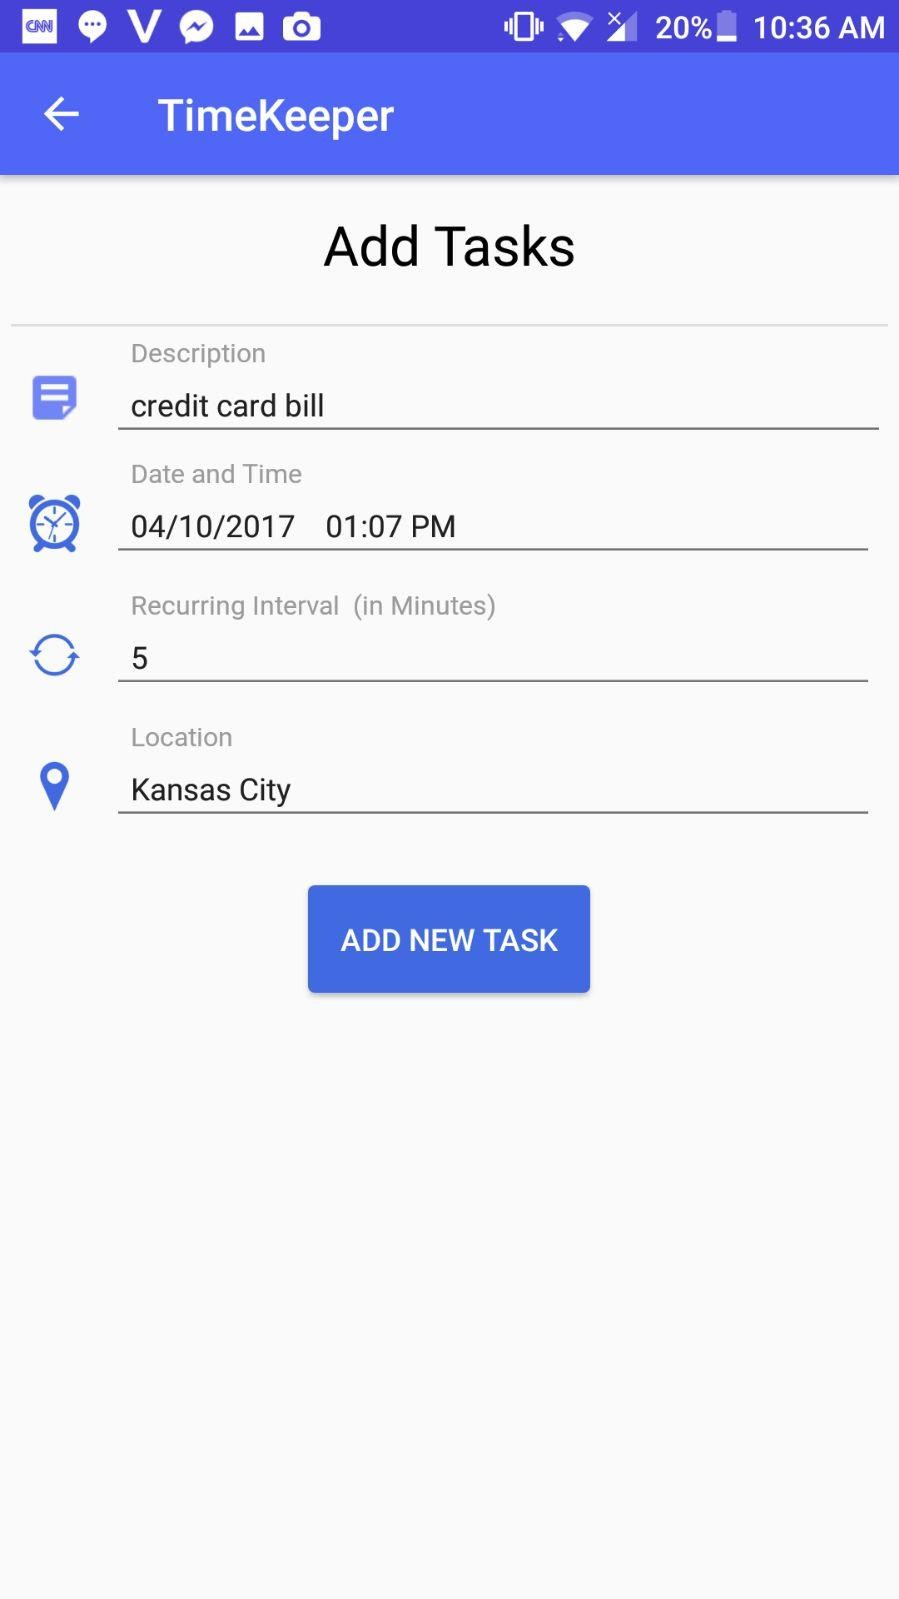 CNN 20% 10:36 AM
TimeKeeper
Add Tasks
Description
credit card bill
Date and Time
04/10/2017 01:07 PM
Recurring Interval (in Minutes)
5
Location
Kansas City
ADD NEW TASK